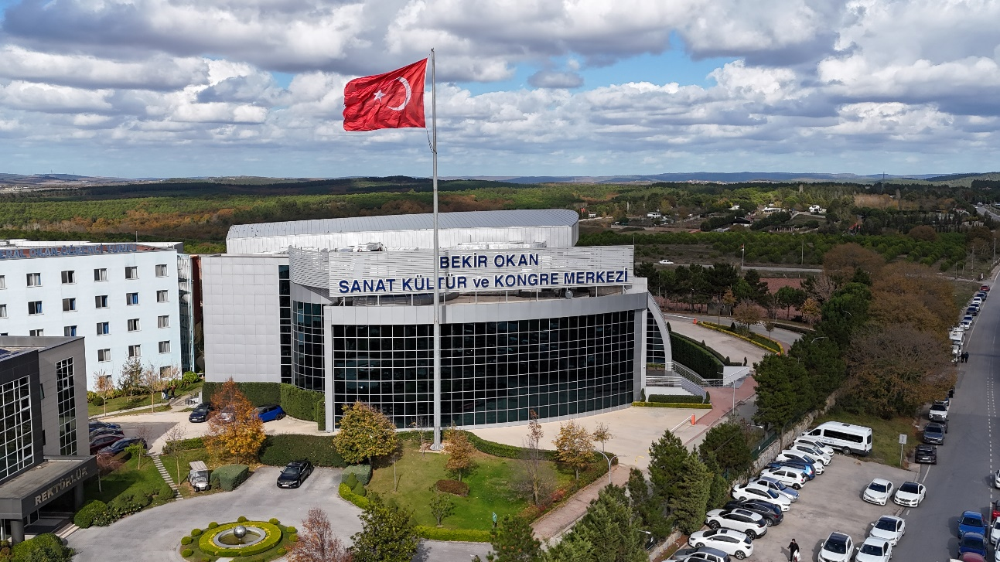 BEKİR OKAN
SANAT KÜLTÜR ve KONGRE MERKEZİ
REKTÖRLÜK